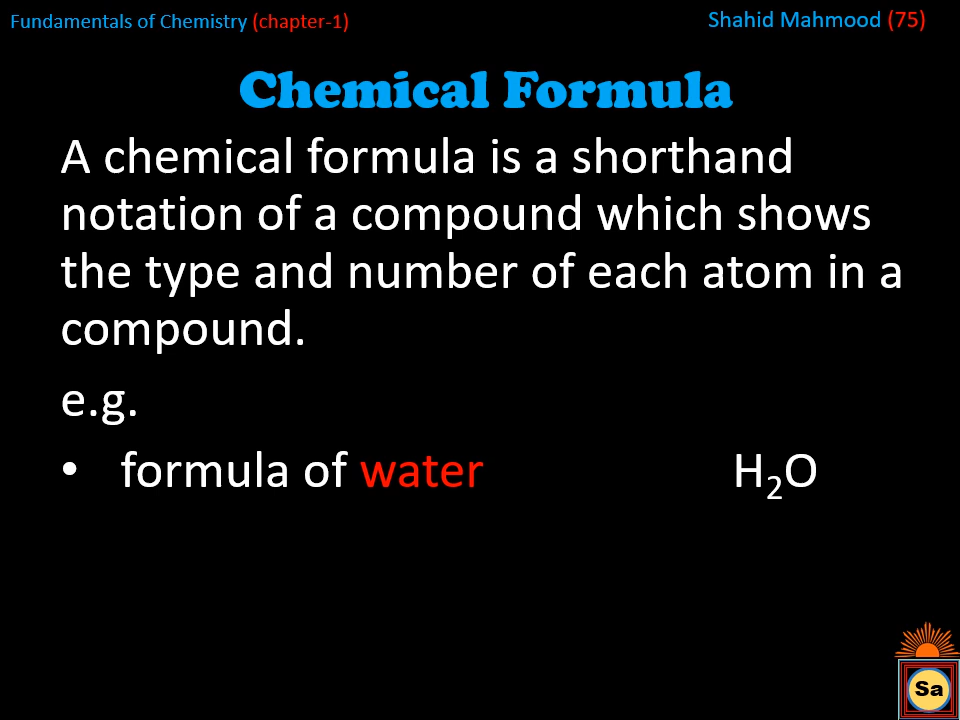 Fundamentals of Chemistry (chapter-1)
Shahid Mahmood (75)
Chemical Formula
A chemical formula is a shorthand
notation of a compound which shows
the type and number of each atom in a
compound.
e.g.
• formula of water H₂O
Sa